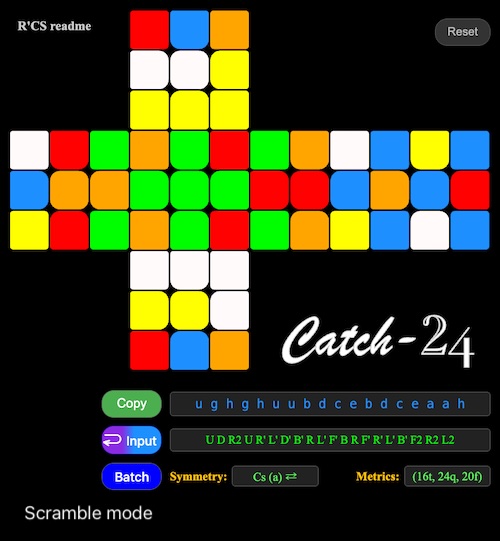 R'CS readme
Reset
Catch-24
Copy
u g h g h u u b d c e b d c e a a h
Input
U D R2 U R' L' D' B' R L' F' B R F' R' L' B' F2 R2 L2
Batch
Symmetry:
Cs (a) ⇄
Metrics:
(16t, 24q, 20f)
Scramble mode